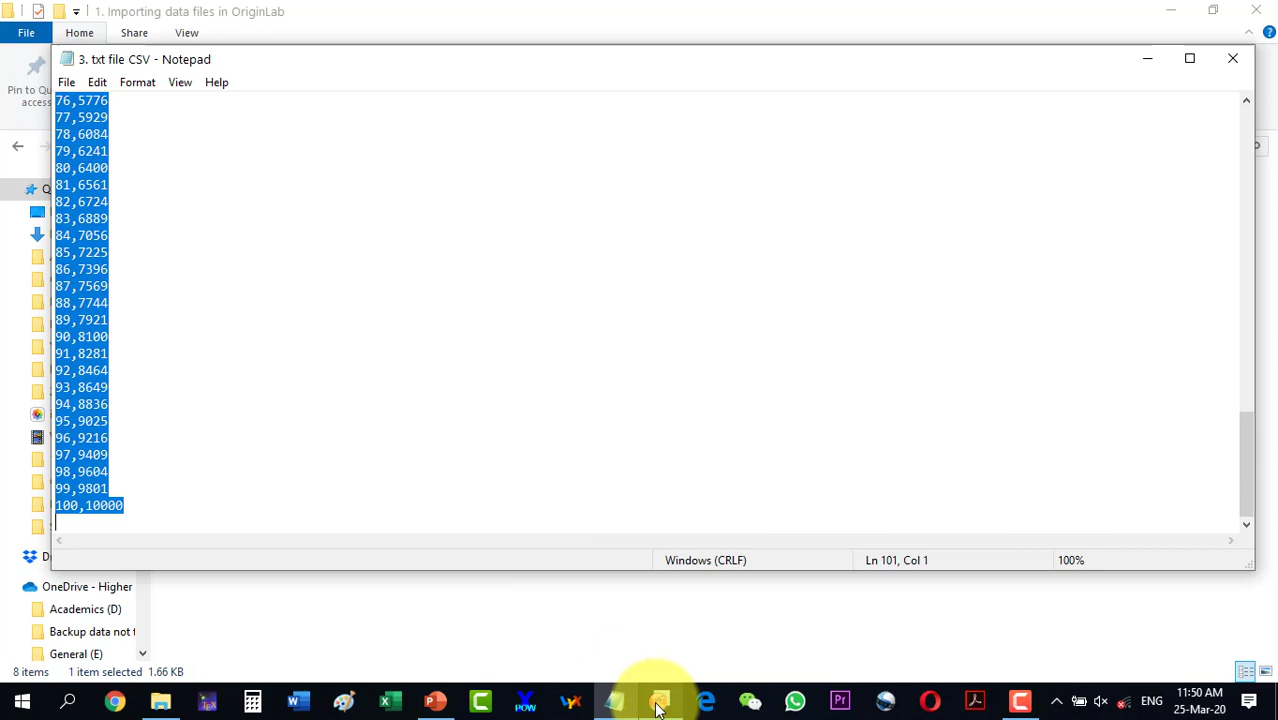 1. Importing data files in OriginLab
File Home Share View
3. txt file CSV - Notepad
File Edit Format View Help
Pin to Qu
access
76,5776
77,5929
78,6084
79,6241
80,6400
81,6561
82,6724
83,6889
84,7056
85,7225
86,7396
87,7569
88,7744
89,7921
90,8100
91,8281
92,8464
93,8649
94,8836
95,9025
96,9216
97,9409
98,9604
99,9801
100,10000
Windows (CRLF) Ln 101, Col 1 100%
OneDrive - Higher
Academics (D)
Backup data not t
General (E)
8 items 1 item selected 1.66 KB
ENG
11:50 AM
25-Mar-20